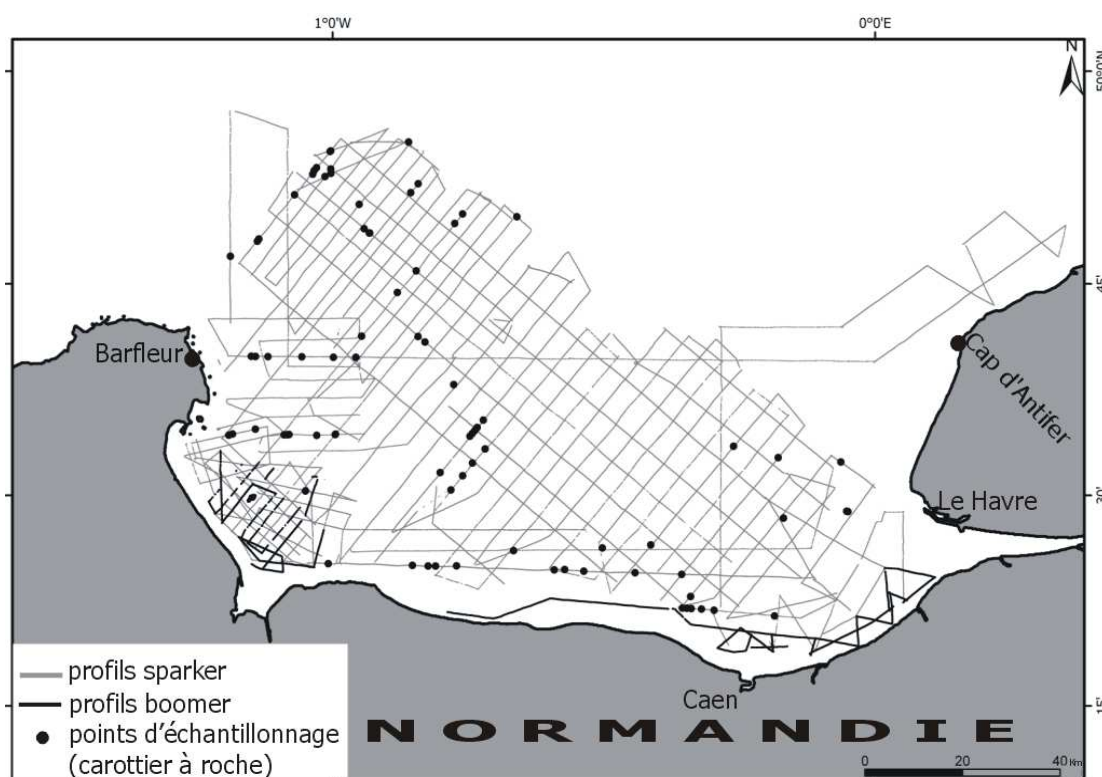 1°0'W
0°0'E
N
50°0'N
45'
Barfleur
Cap d'Antifer
30'
Le Havre
profils sparker
profils boomer
points d'échantillonnage
(carottier à roche)
Caen
15'
NORMANDIE
0 20 40 Km